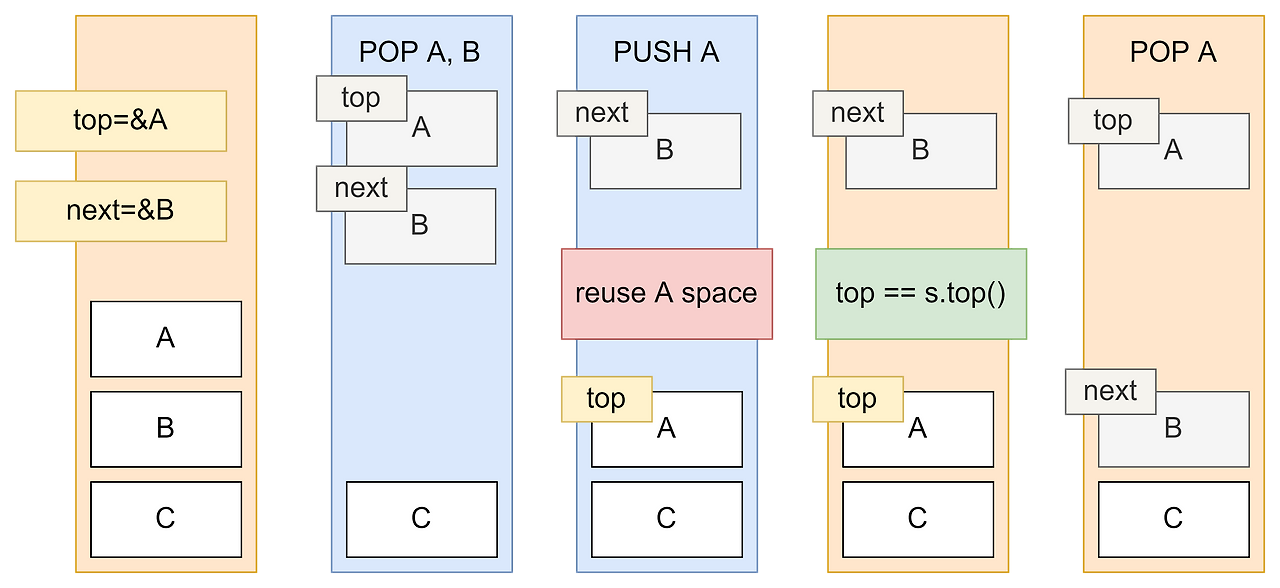 top=&A
next=&B
A
B
C
POP A, B
top
A
next
B
C
PUSH A
next
B
reuse A space
top
A
C
next
B
top == s.top()
top
A
C
POP A
top
A
next
B
C